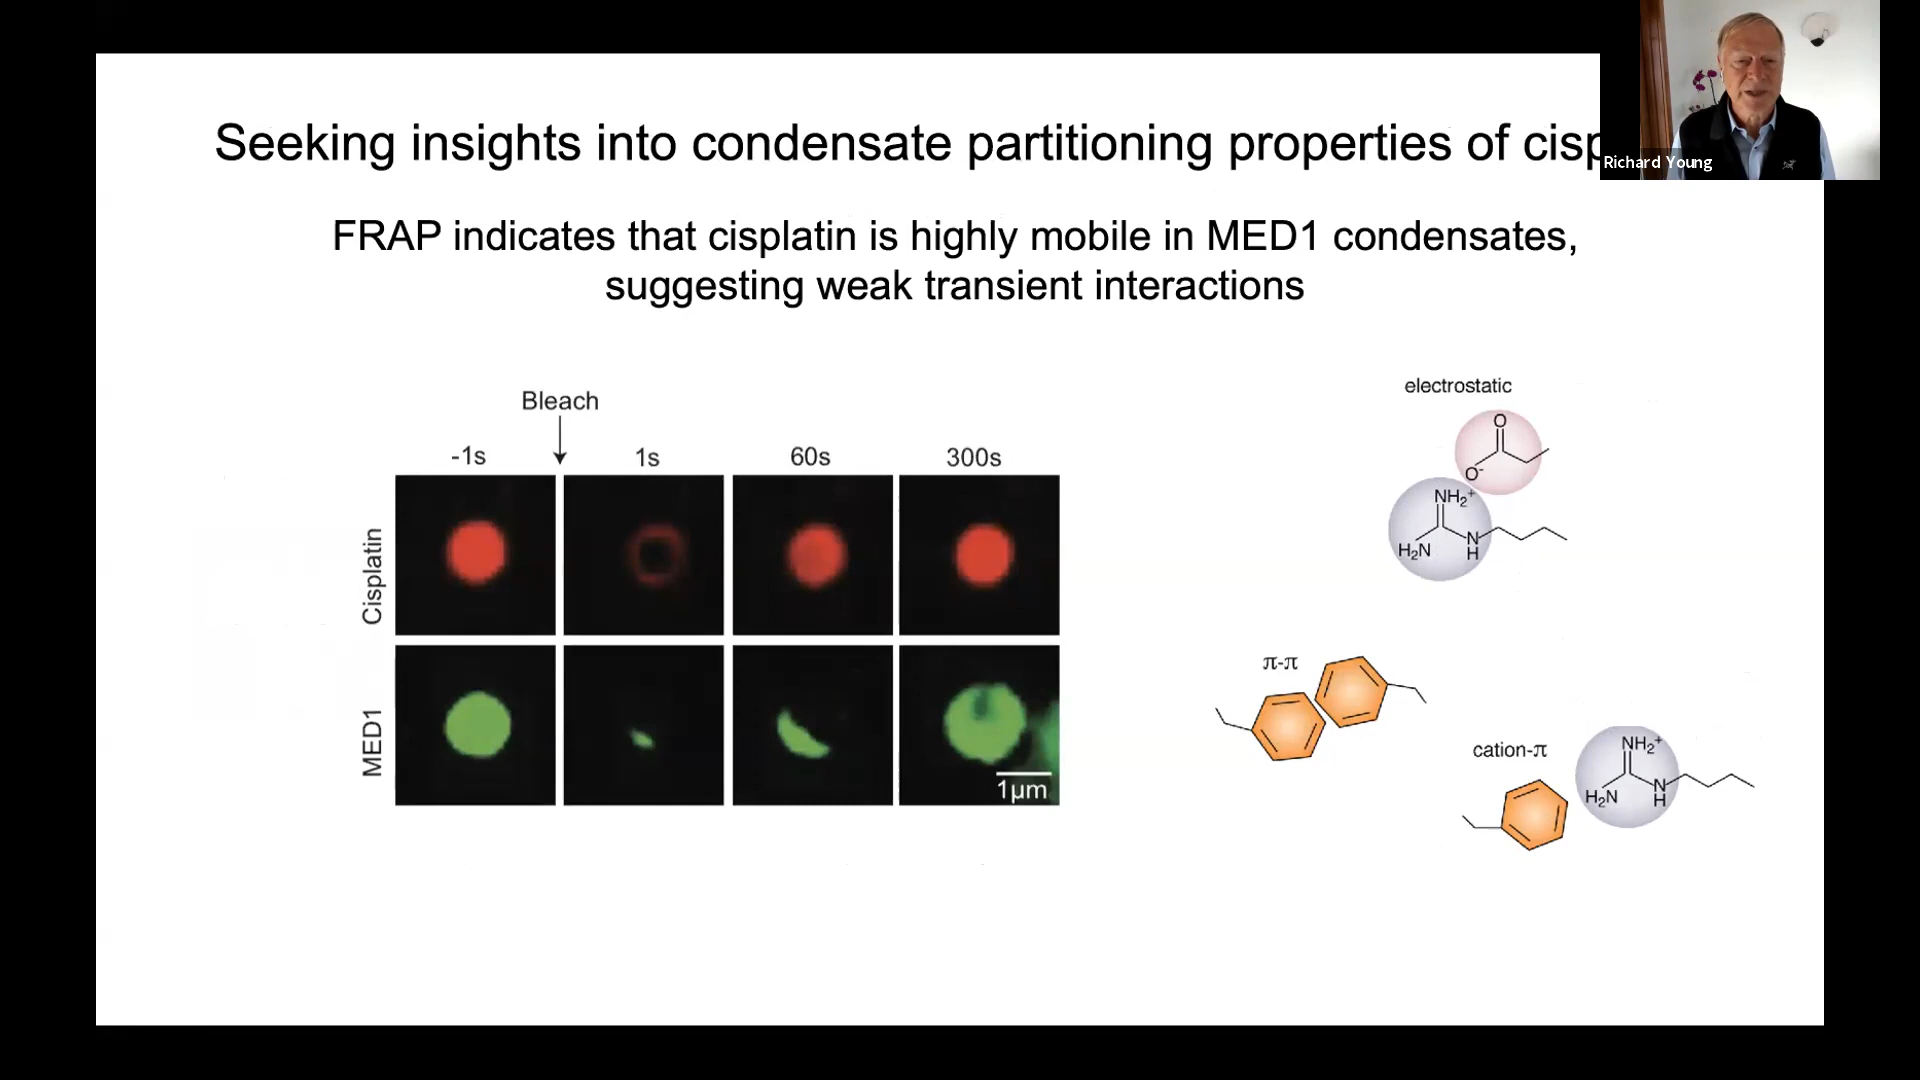 Seeking insights into condensate partitioning properties of
Richard Young
FRAP indicates that cisplatin is highly mobile in MED1 condensates,
suggesting weak transient interactions
Bleach
-1s
1s
60s
300s
Cisplatin
MED1
1µm
electrostatic
O
O-
NH2+
H2N
N
H
π-π
cation-π
NH2+
H2N
N
H